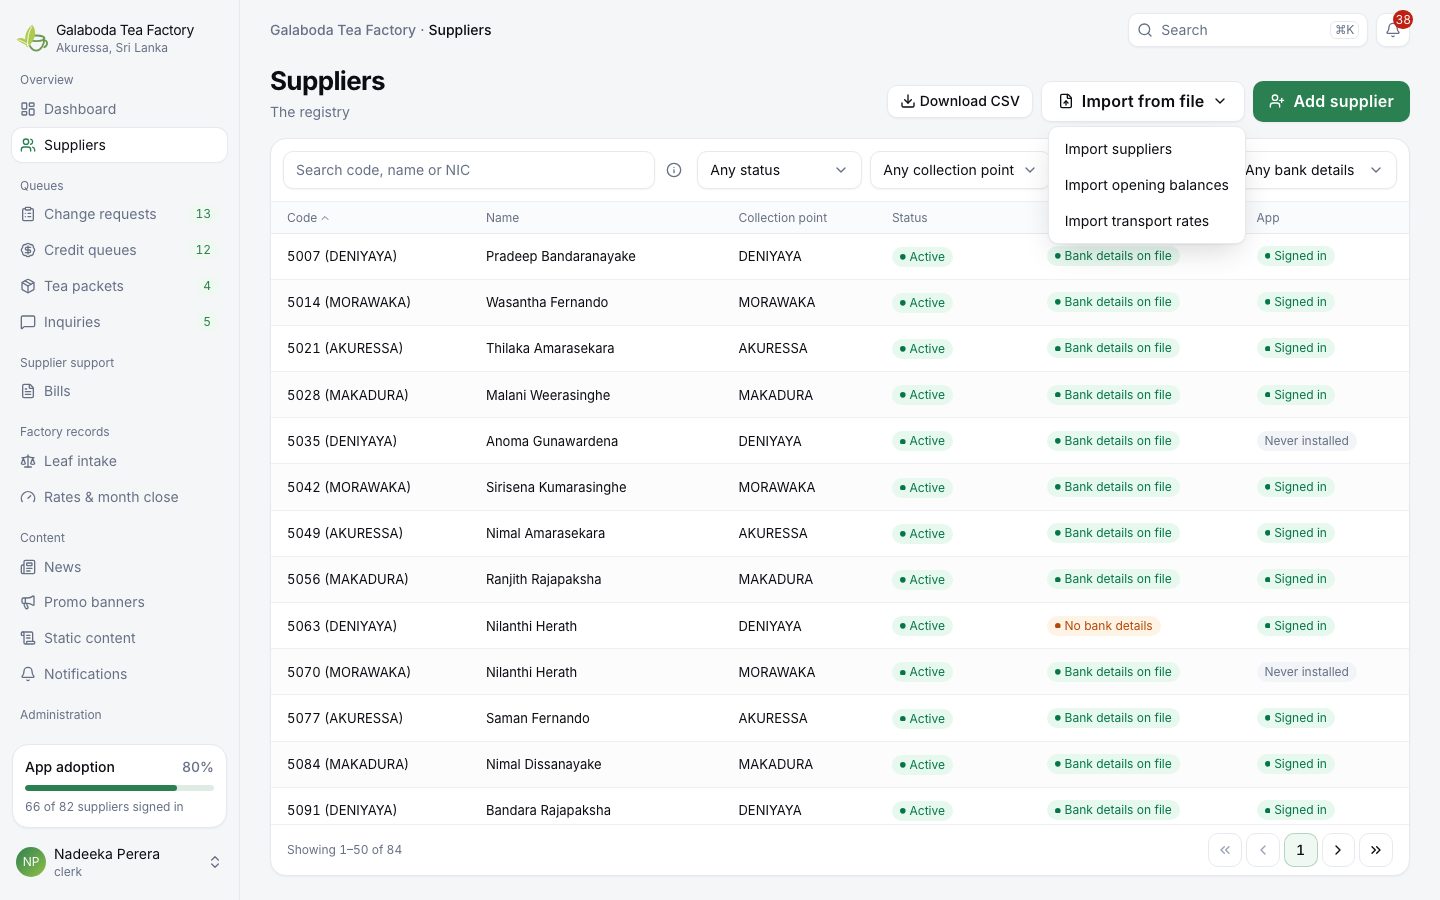 Galaboda Tea Factory
Akuressa, Sri Lanka
Overview
Dashboard
Suppliers
Queues
Change requests 13
Credit queues 12
Tea packets 4
Inquiries 5
Supplier support
Bills
Factory records
Leaf intake
Rates & month close
Content
News
Promo banners
Static content
Notifications
Administration
App adoption 80%
66 of 82 suppliers signed in
NP
Nadeeka Perera
clerk
Galaboda Tea Factory · Suppliers
Search ⌘K
38
Suppliers
The registry
Download CSV
Import from file
Add supplier
Import suppliers
Import opening balances
Import transport rates
Search code, name or NIC
Any status
Any collection point
Any bank details
Code Name Collection point Status App
5007 (DENIYAYA) Pradeep Bandaranayake DENIYAYA Active Bank details on file Signed in
5014 (MORAWAKA) Wasantha Fernando MORAWAKA Active Bank details on file Signed in
5021 (AKURESSA) Thilaka Amarasekara AKURESSA Active Bank details on file Signed in
5028 (MAKADURA) Malani Weerasinghe MAKADURA Active Bank details on file Signed in
5035 (DENIYAYA) Anoma Gunawardena DENIYAYA Active Bank details on file Never installed
5042 (MORAWAKA) Sirisena Kumarasinghe MORAWAKA Active Bank details on file Signed in
5049 (AKURESSA) Nimal Amarasekara AKURESSA Active Bank details on file Signed in
5056 (MAKADURA) Ranjith Rajapaksha MAKADURA Active Bank details on file Signed in
5063 (DENIYAYA) Nilanthi Herath DENIYAYA Active No bank details Signed in
5070 (MORAWAKA) Nilanthi Herath MORAWAKA Active Bank details on file Never installed
5077 (AKURESSA) Saman Fernando AKURESSA Active Bank details on file Signed in
5084 (MAKADURA) Nimal Dissanayake MAKADURA Active Bank details on file Signed in
5091 (DENIYAYA) Bandara Rajapaksha DENIYAYA Active Bank details on file Signed in
Showing 1–50 of 84
1